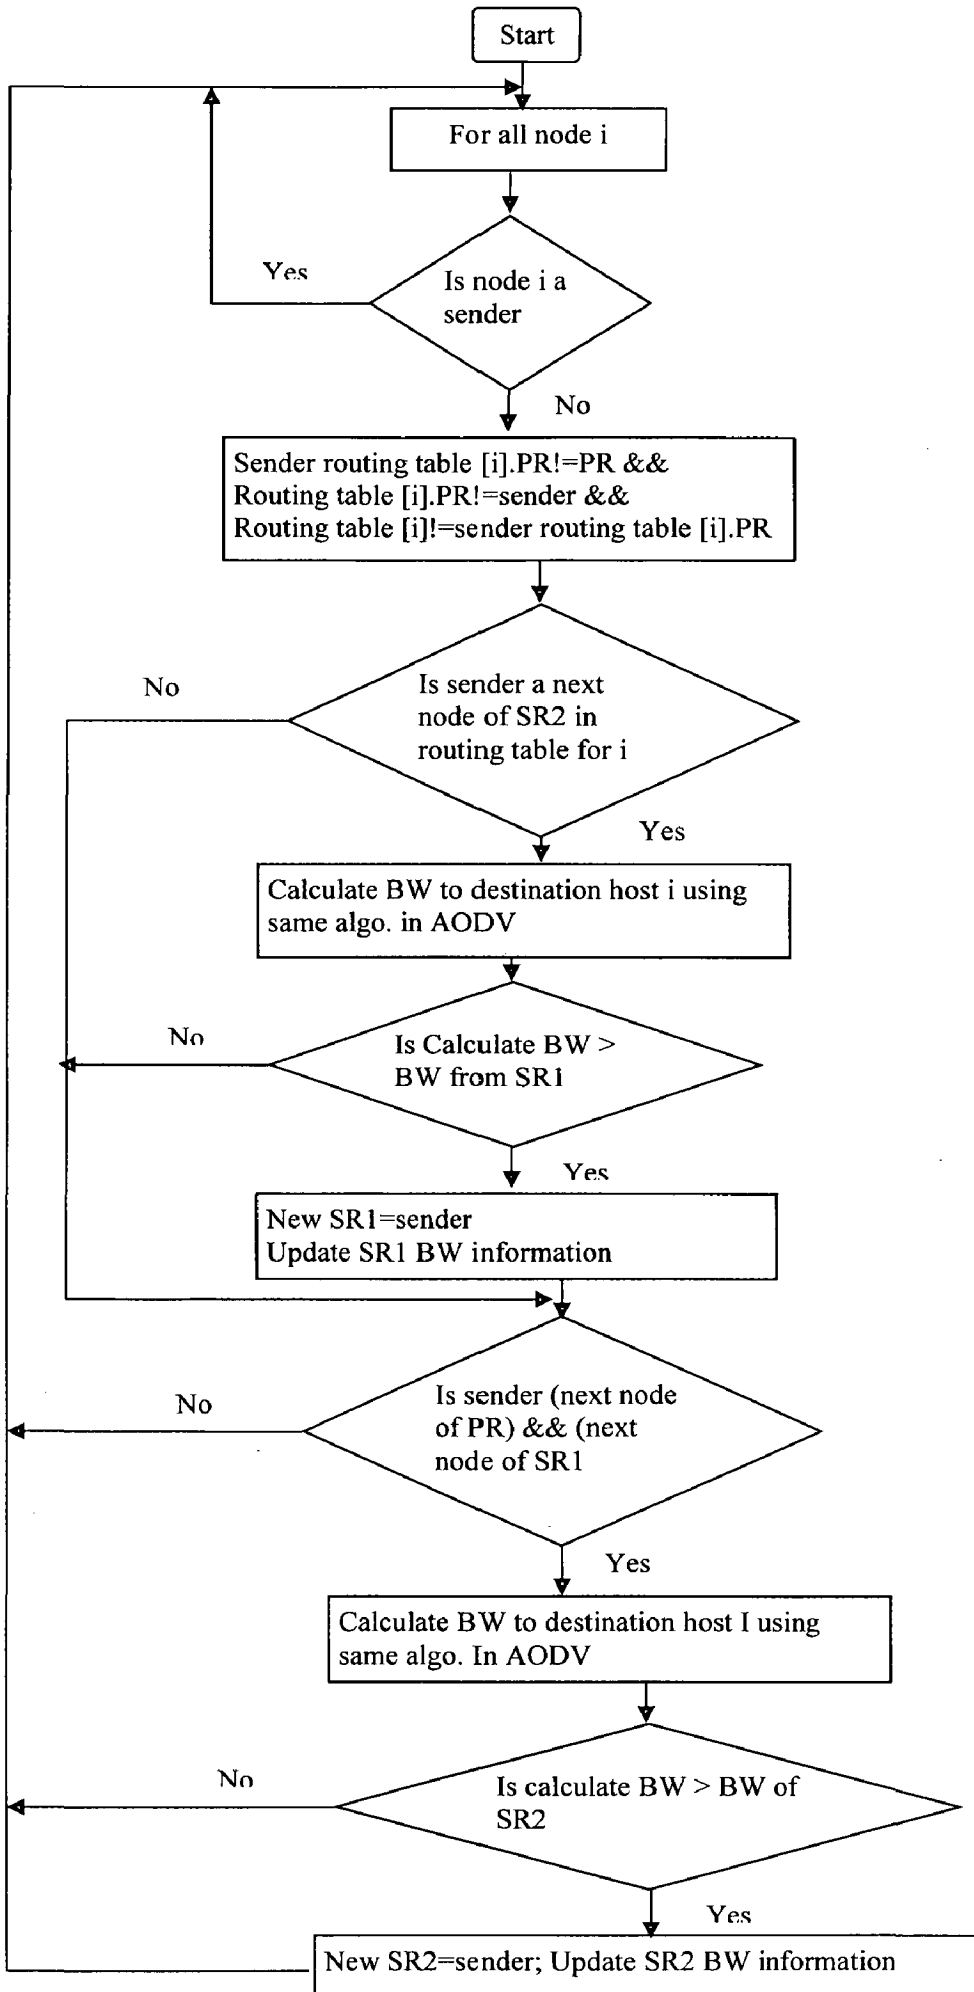 Start
For all node i
Yes
Is node i a
sender
No
Sender routing table [i].PR!=PR &&
Routing table [i].PR!=sender &&
Routing table [i]!=sender routing table [i].PR
No
Is sender a next
node of SR2 in
routing table for i
Yes
Calculate BW to destination host i using
same algo. in AODV
No
Is Calculate BW >
BW from SR1
Yes
New SR1=sender
Update SR1 BW information
No
Is sender (next node
of PR) && (next
node of SR1
Yes
Calculate BW to destination host I using
same algo. In AODV
No
Is calculate BW > BW of
SR2
Yes
New SR2=sender; Update SR2 BW information